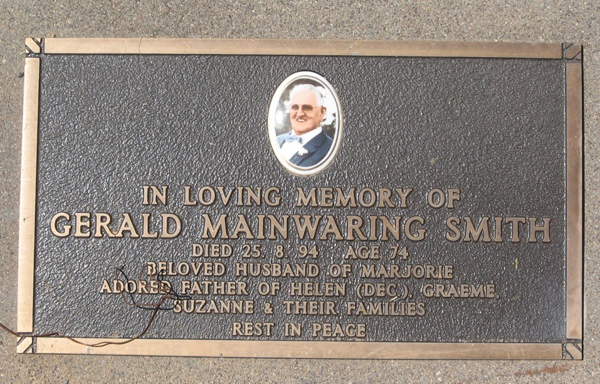 IN LOVING MEMORY OF
GERALD MAINWARING SMITH
DIED 25. 8. 94 AGE 74
BELOVED HUSBAND OF MARJORIE
ADORED FATHER OF HELEN (DEC), GRAEME,
SUZANNE & THEIR FAMILIES
REST IN PEACE